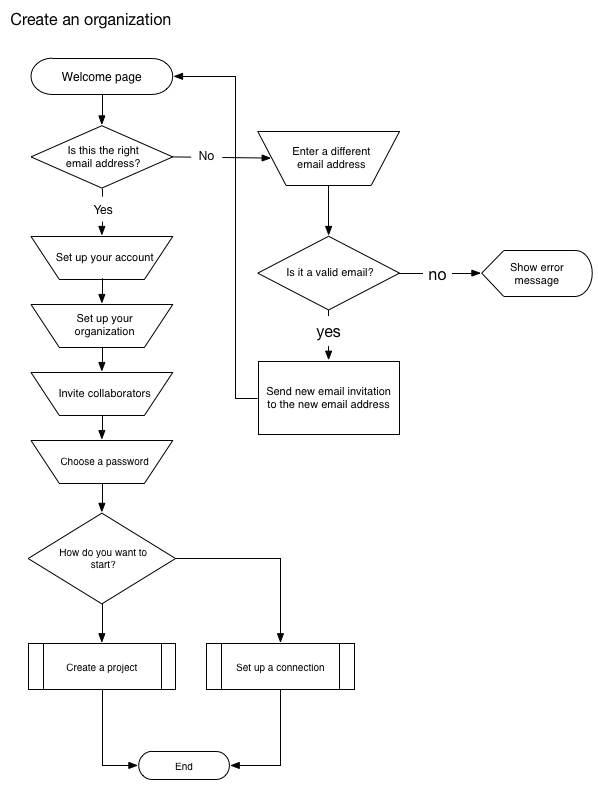 Create an organization
Welcome page
Is this the right
email address?
No
Enter a different
email address
Yes
Set up your account
Is it a valid email?
no
Show error
message
Set up your
organization
yes
Invite collaborators
Send new email invitation
to the new email address
Choose a password
How do you want to
start?
Create a project
Set up a connection
End